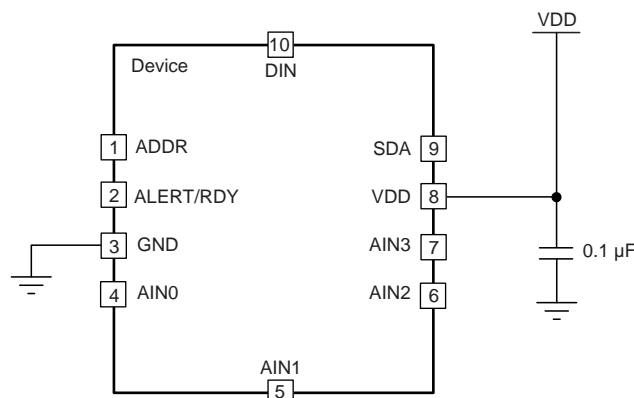 VDD
10
Device
DIN
1 ADDR
SDA 9
2 ALERT/RDY
VDD 8
3 GND
AIN3 7
0.1 µF
4 AIN0
AIN2 6
AIN1
5